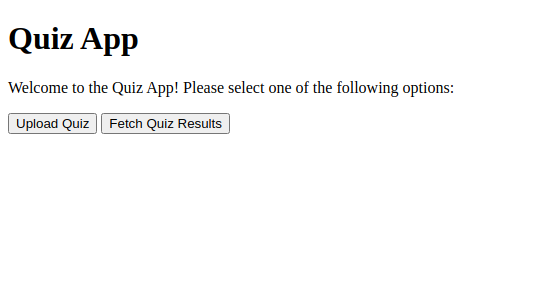 Quiz App
Welcome to the Quiz App! Please select one of the following options:
Upload Quiz Fetch Quiz Results